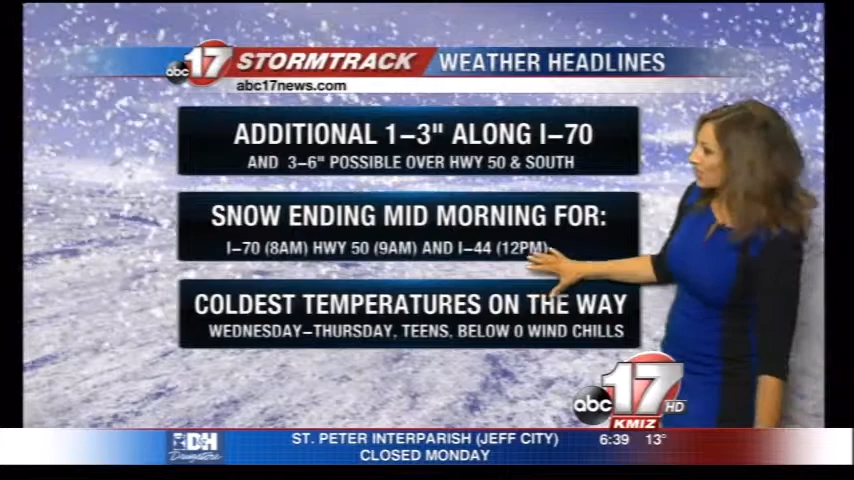 abc 17 STORMTRACK WEATHER HEADLINES
abc17news.com
ADDITIONAL 1-3" ALONG I-70
AND 3-6" POSSIBLE OVER HWY 50 & SOUTH
SNOW ENDING MID MORNING FOR:
I-70 (8AM) HWY 50 (9AM) AND I-44 (12PM)
COLDEST TEMPERATURES ON THE WAY
WEDNESDAY-THURSDAY, TEENS, BELOW 0 WIND CHILLS
abc 17 HD
KMIZ
D&H Drugstore
ST. PETER INTERPARISH (JEFF CITY)
CLOSED MONDAY
6:39 13°